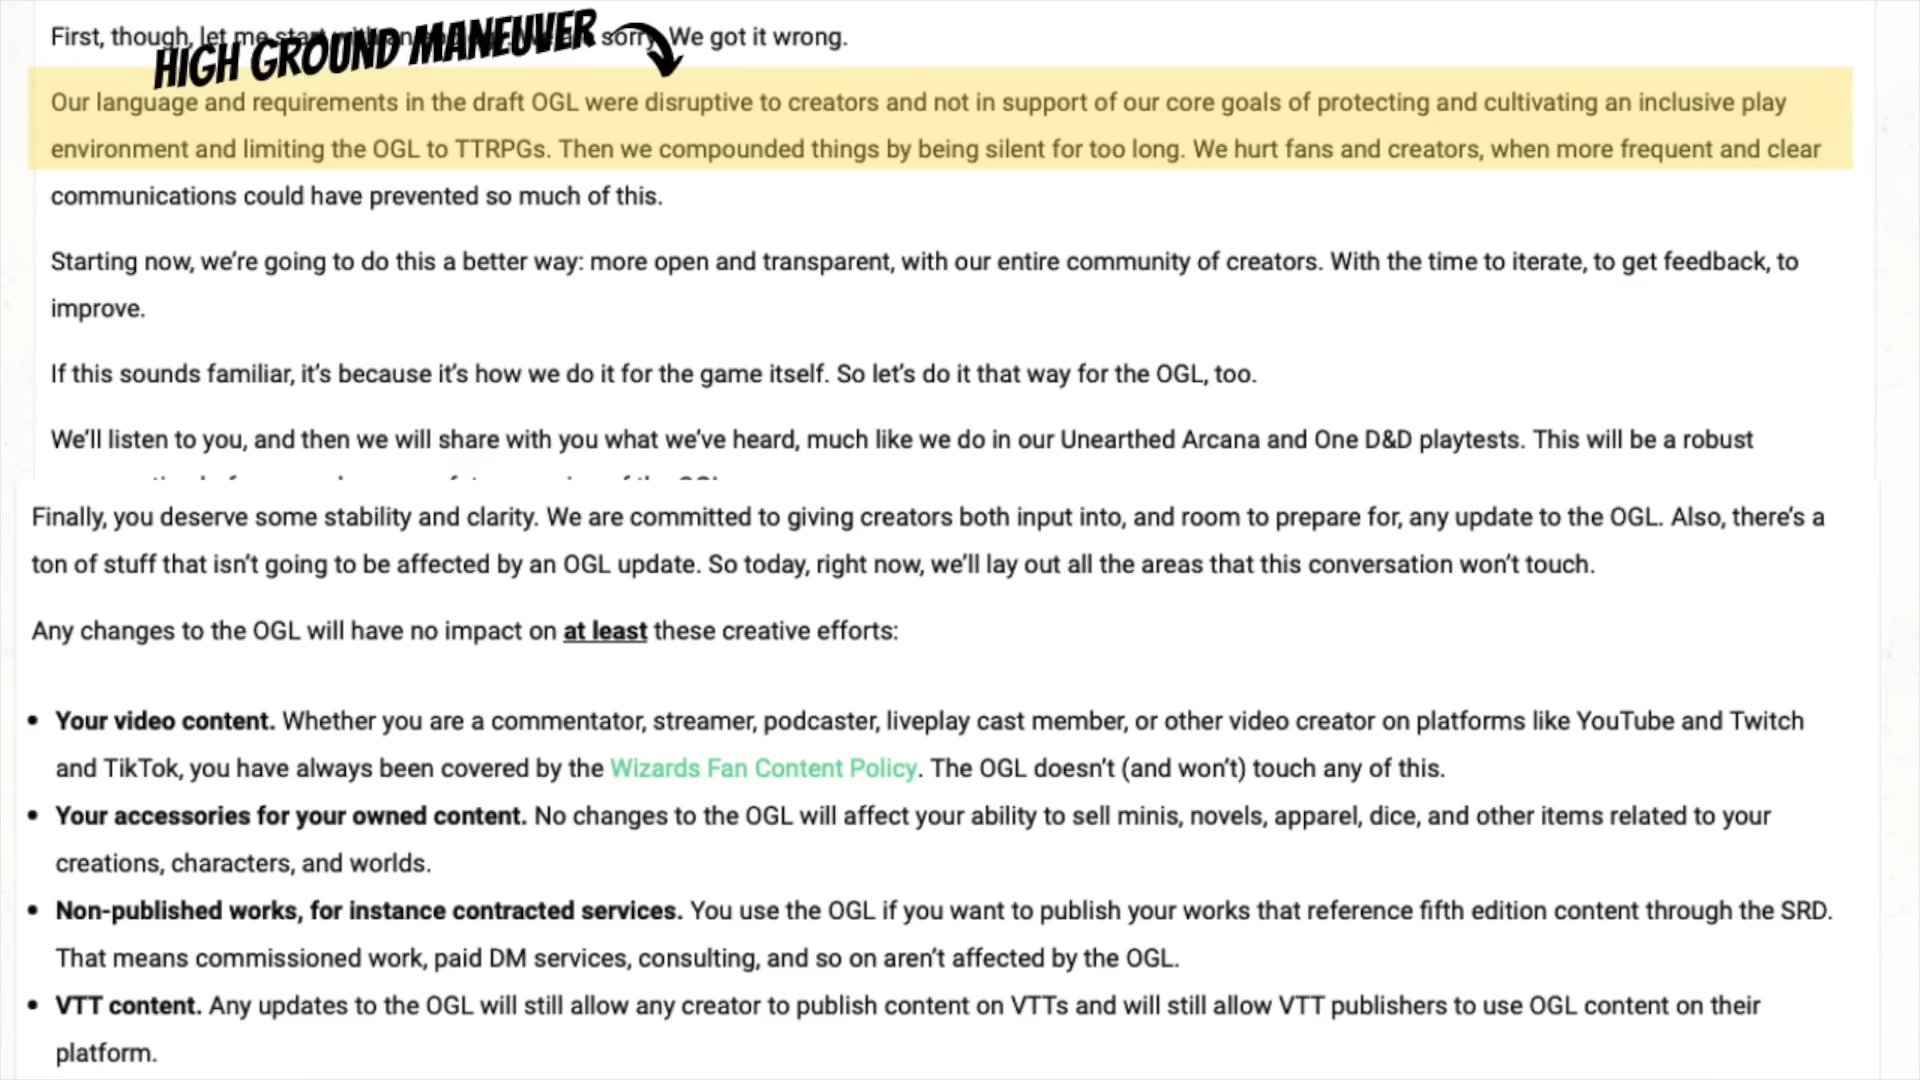 First, though, let me start with an We are sorry. We got it wrong.
HIGH GROUND MANEUVER
Our language and requirements in the draft OGL were disruptive to creators and not in support of our core goals of protecting and cultivating an inclusive play
environment and limiting the OGL to TTRPGs. Then we compounded things by being silent for too long. We hurt fans and creators, when more frequent and clear
communications could have prevented so much of this.
Starting now, we’re going to do this a better way: more open and transparent, with our entire community of creators. With the time to iterate, to get feedback, to
improve.
If this sounds familiar, it’s because it’s how we do it for the game itself. So let’s do it that way for the OGL, too.
We’ll listen to you, and then we will share with you what we’ve heard, much like we do in our Unearthed Arcana and One D&D playtests. This will be a robust
Finally, you deserve some stability and clarity. We are committed to giving creators both input into, and room to prepare for, any update to the OGL. Also, there’s a
ton of stuff that isn’t going to be affected by an OGL update. So today, right now, we’ll lay out all the areas that this conversation won’t touch.
Any changes to the OGL will have no impact on at least these creative efforts:
• Your video content. Whether you are a commentator, streamer, podcaster, liveplay cast member, or other video creator on platforms like YouTube and Twitch
and TikTok, you have always been covered by the Wizards Fan Content Policy. The OGL doesn’t (and won’t) touch any of this.
• Your accessories for your owned content. No changes to the OGL will affect your ability to sell minis, novels, apparel, dice, and other items related to your
creations, characters, and worlds.
• Non-published works, for instance contracted services. You use the OGL if you want to publish your works that reference fifth edition content through the SRD.
That means commissioned work, paid DM services, consulting, and so on aren’t affected by the OGL.
• VTT content. Any updates to the OGL will still allow any creator to publish content on VTTs and will still allow VTT publishers to use OGL content on their
platform.